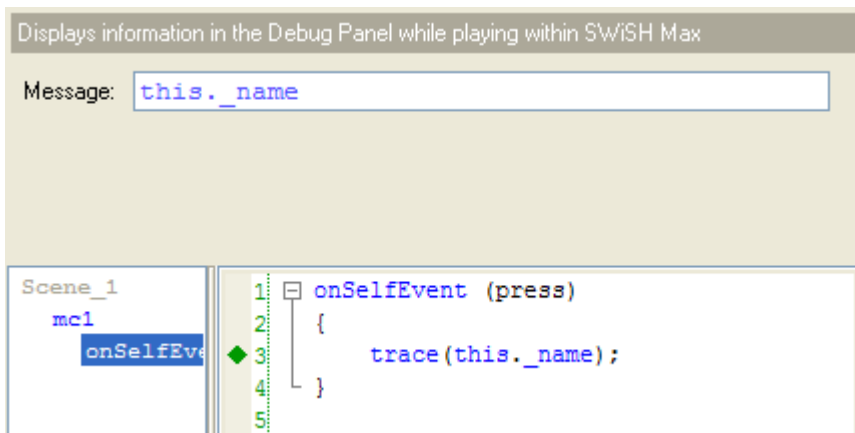 Displays information in the Debug Panel while playing within SWiSH Max
Message: this._name
Scene_1
mc1
onSelfEve
1 onSelfEvent (press)
2 {
3 trace(this._name);
4 }
5